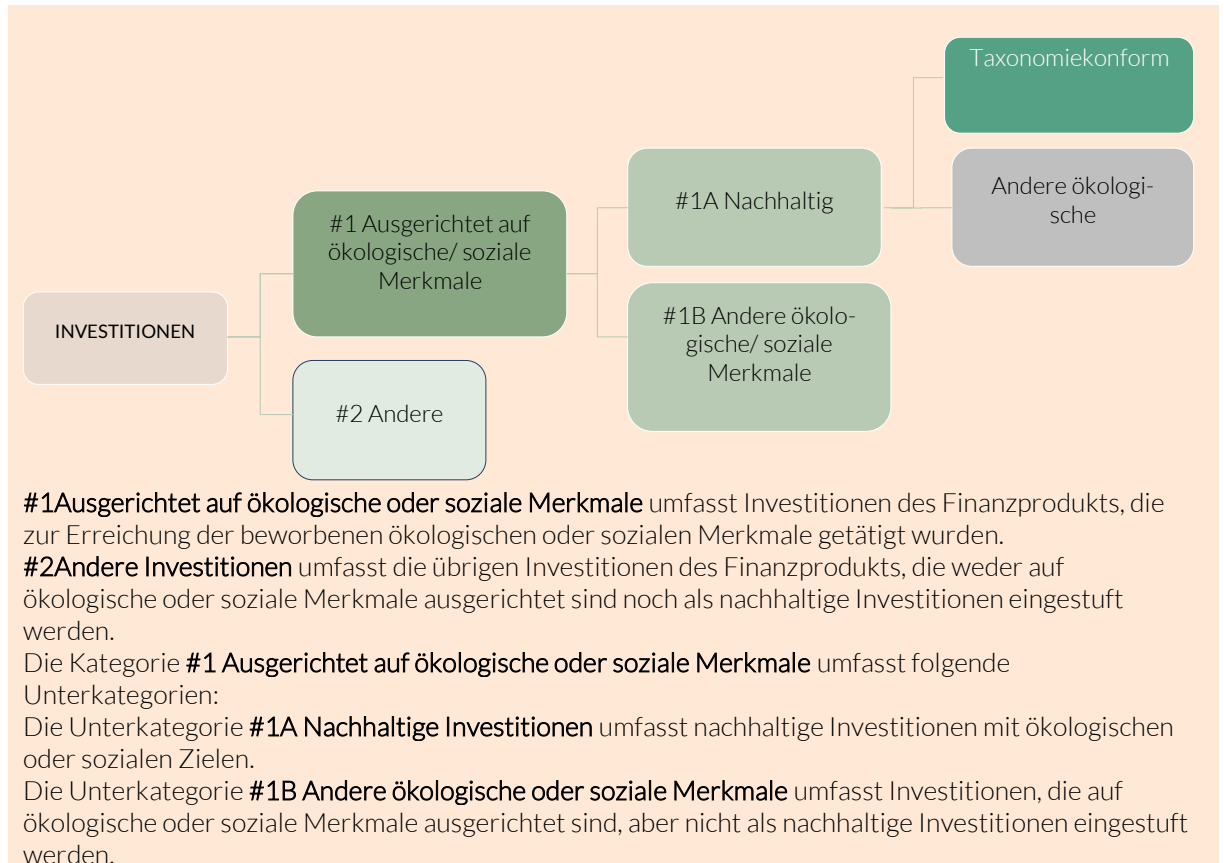 Taxonomiekonform
Andere ökologi-
sche
#1A Nachhaltig
#1 Ausgerichtet auf
ökologische/ soziale
Merkmale
#1B Andere ökolo-
gische/ soziale
Merkmale
INVESTITIONEN
#2 Andere
#1Ausgerichtet auf ökologische oder soziale Merkmale umfasst Investitionen des Finanzprodukts, die
zur Erreichung der beworbenen ökologischen oder sozialen Merkmale getätigt wurden.
#2Andere Investitionen umfasst die übrigen Investitionen des Finanzprodukts, die weder auf
ökologische oder soziale Merkmale ausgerichtet sind noch als nachhaltige Investitionen eingestuft
werden.
Die Kategorie #1 Ausgerichtet auf ökologische oder soziale Merkmale umfasst folgende
Unterkategorien:
Die Unterkategorie #1A Nachhaltige Investitionen umfasst nachhaltige Investitionen mit ökologischen
oder sozialen Zielen.
Die Unterkategorie #1B Andere ökologische oder soziale Merkmale umfasst Investitionen, die auf
ökologische oder soziale Merkmale ausgerichtet sind, aber nicht als nachhaltige Investitionen eingestuft
werden.